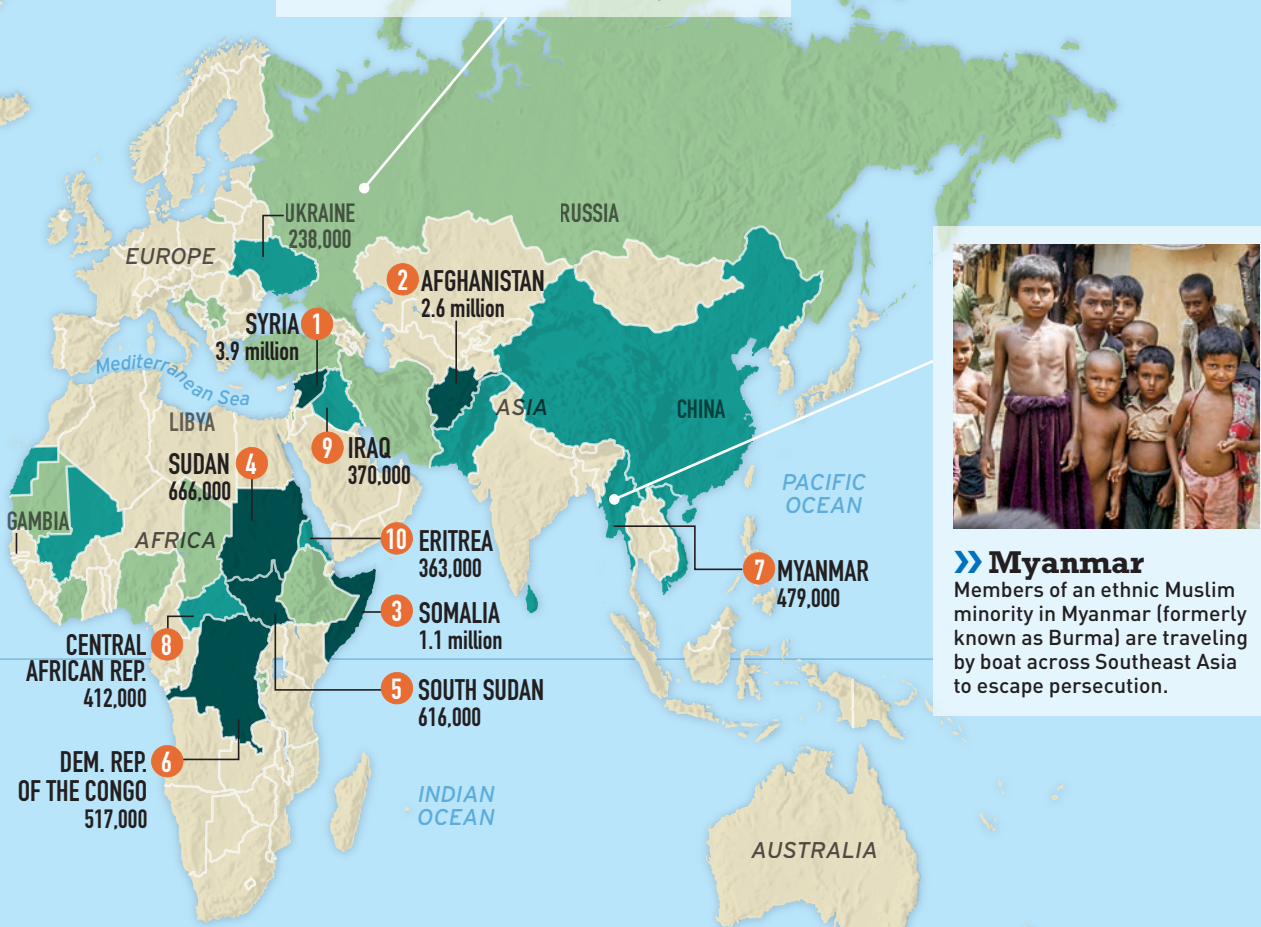 UKRAINE
238,000
RUSSIA
EUROPE
2 AFGHANISTAN
2.6 million
SYRIA 1
3.9 million
Mediterranean Sea
ASIA
CHINA
LIBYA
9 IRAQ
370,000
SUDAN 4
666,000
PACIFIC
OCEAN
GAMBIA
AFRICA
10 ERITREA
363,000
7 MYANMAR
479,000
3 SOMALIA
1.1 million
8
CENTRAL
AFRICAN REP.
412,000
5 SOUTH SUDAN
616,000
DEM. REP. 6
OF THE CONGO
517,000
INDIAN
OCEAN
AUSTRALIA
» Myanmar
Members of an ethnic Muslim
minority in Myanmar (formerly
known as Burma) are traveling
by boat across Southeast Asia
to escape persecution.